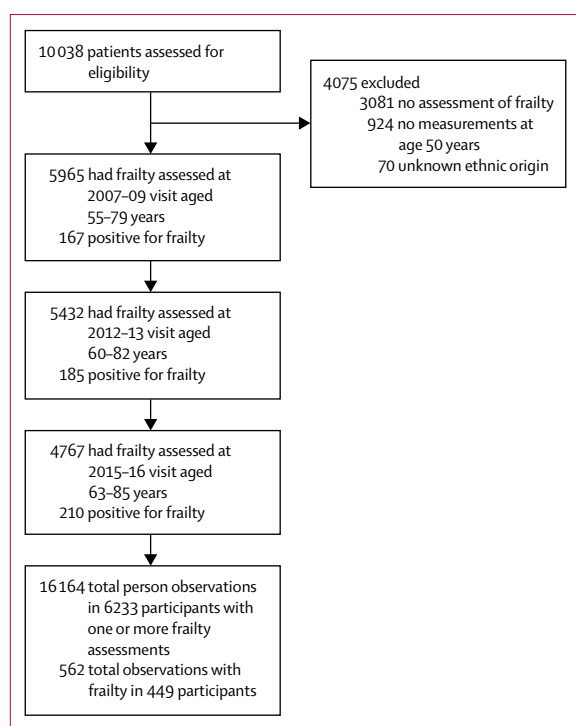 10 038 patients assessed for
eligibility
4075 excluded
3081 no assessment of frailty
924 no measurements at
age 50 years
70 unknown ethnic origin
5965 had frailty assessed at
2007–09 visit aged
55–79 years
167 positive for frailty
5432 had frailty assessed at
2012–13 visit aged
60–82 years
185 positive for frailty
4767 had frailty assessed at
2015–16 visit aged
63–85 years
210 positive for frailty
16 164 total person observations
in 6233 participants with
one or more frailty
assessments
562 total observations with
frailty in 449 participants